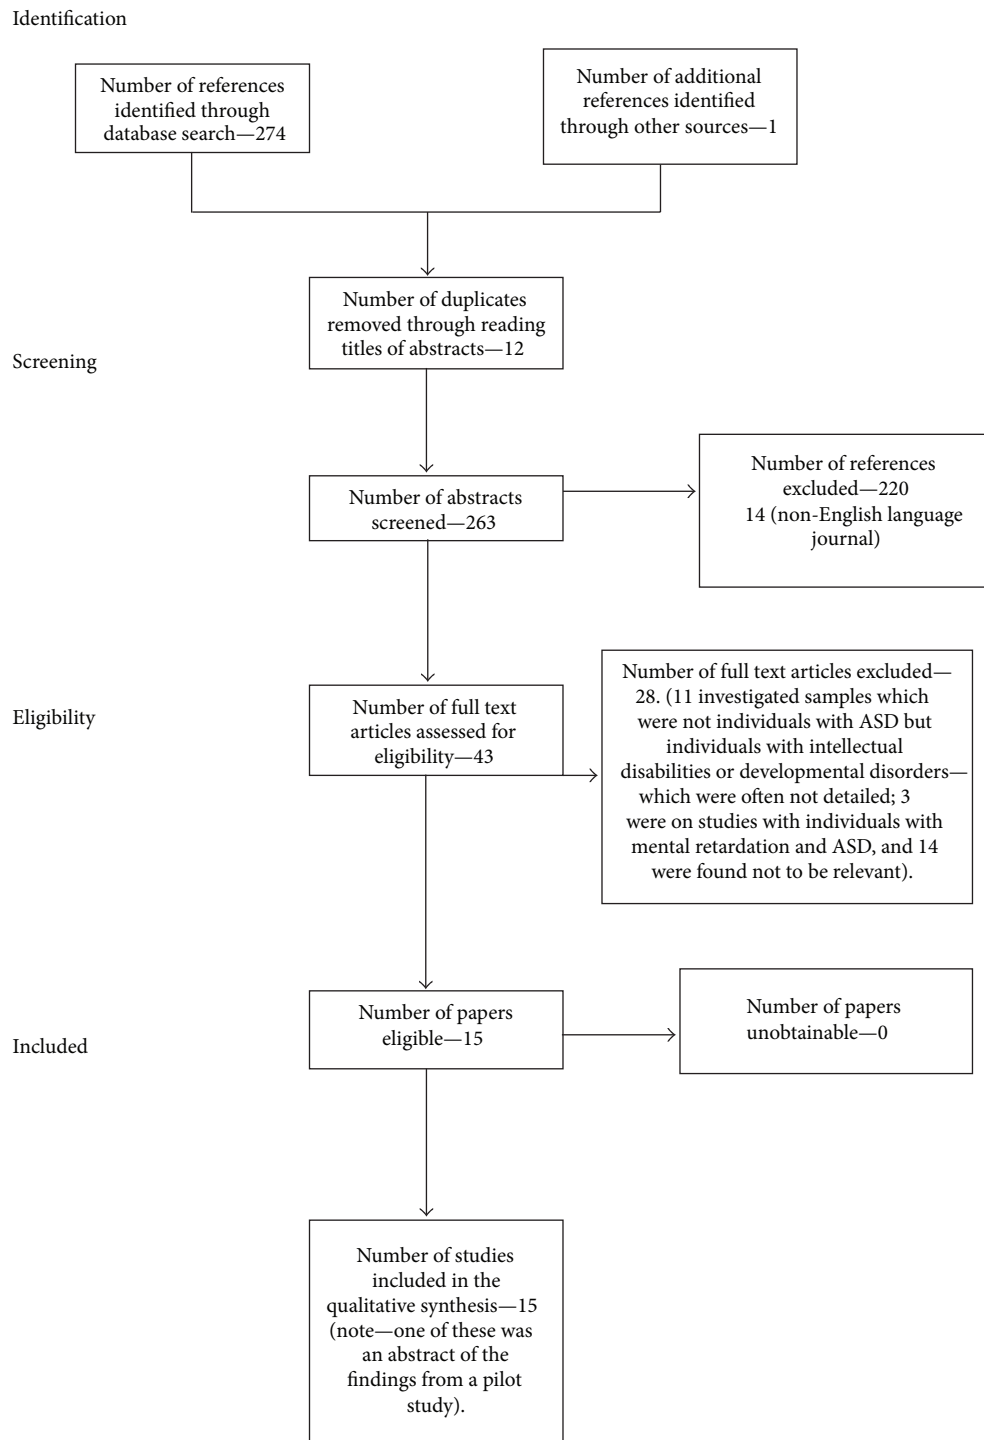 Identification
Number of references
identified through
database search—274
Number of additional
references identified
through other sources—1
Number of duplicates
removed through reading
titles of abstracts—12
Screening
Number of abstracts
screened—263
Number of references
excluded—220
14 (non-English language
journal)
Eligibility
Number of full text
articles assessed for
eligibility—43
Number of full text articles excluded—
28. (11 investigated samples which
were not individuals with ASD but
individuals with intellectual
disabilities or developmental disorders—
which were often not detailed; 3
were on studies with individuals with
mental retardation and ASD, and 14
were found not to be relevant).
Included
Number of papers
eligible—15
Number of papers
unobtainable—0
Number of studies
included in the
qualitative synthesis—15
(note—one of these was
an abstract of the
findings from a pilot
study).